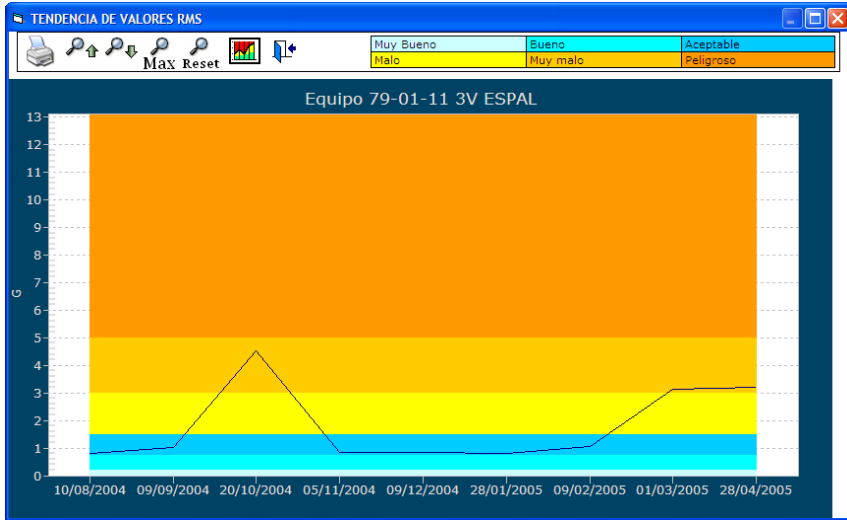 TENDENCIA DE VALORES RMS
Max Reset
Muy Bueno Bueno Aceptable
Malo Muy malo Peligroso
Equipo 79-01-11 3V ESPAL
13
12
11
10
9
8
7
G
6
5
4
3
2
1
0
10/08/2004 09/09/2004 20/10/2004 05/11/2004 09/12/2004 28/01/2005 09/02/2005 01/03/2005 28/04/2005